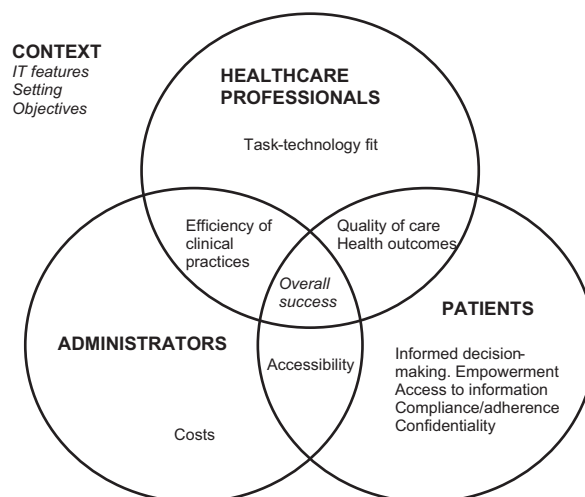 CONTEXT
IT features
Setting
Objectives
HEALTHCARE
PROFESSIONALS
Task-technology fit
Efficiency of
clinical
practices
Quality of care
Health outcomes
Overall
success
ADMINISTRATORS
PATIENTS
Accessibility
Informed decision-
making. Empowerment
Access to information
Compliance/adherence
Confidentiality
Costs